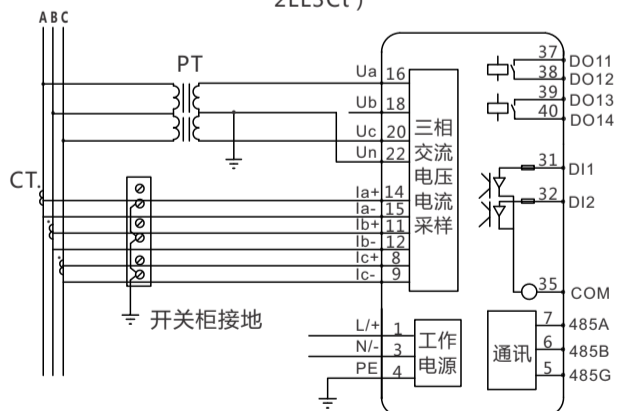 2LL3Ct )
A B C
PT
CT.
Ua 16
Ub 18
Uc 20
Un 22
Ia+ 14
Ia- 15
Ib+ 11
Ib- 12
Ic+ 8
Ic- 9
三相
交流
电压
电流
采样
37 DO11
38 DO12
39 DO13
40 DO14
31 DI1
32 DI2
35 COM
开关柜接地
L/+ 1
N/- 3
PE 4
工作
电源
通讯
7 485A
6 485B
5 485G